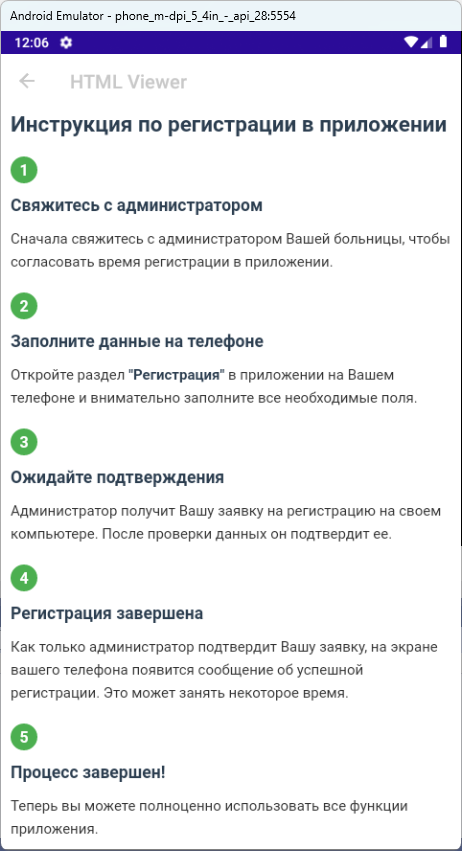 Android Emulator - phone_m-dpi_5_4in_-_api_28:5554
12:06
HTML Viewer
Инструкция по регистрации в приложении
1
Свяжитесь с администратором
Сначала свяжитесь с администратором Вашей больницы, чтобы
согласовать время регистрации в приложении.
2
Заполните данные на телефоне
Откройте раздел "Регистрация" в приложении на Вашем
телефоне и внимательно заполните все необходимые поля.
3
Ожидайте подтверждения
Администратор получит Вашу заявку на регистрацию на своем
компьютере. После проверки данных он подтвердит ее.
4
Регистрация завершена
Как только администратор подтвердит Вашу заявку, на экране
вашего телефона появится сообщение об успешной
регистрации. Это может занять некоторое время.
5
Процесс завершен!
Теперь вы можете полноценно использовать все функции
приложения.